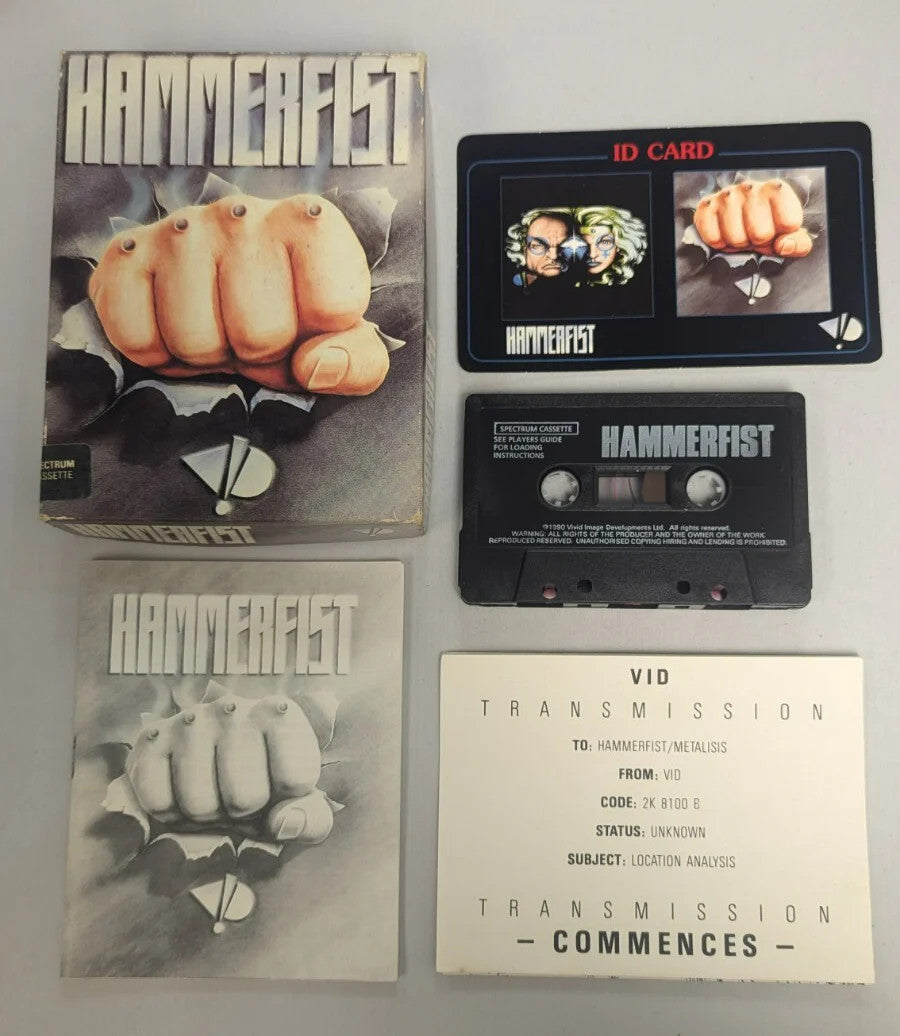 HAMMERFIST
SSETTE
HAMMERFIST
ID CARD
HAMMERFIST
SPECTRUM CASSETTE
SEE PLAYERS GUIDE
FOR LOADING
INSTRUCTIONS
HAMMERFIST
©1990 Vivid Image Developments Ltd. All rights reserved.
WARNING: ALL RIGHTS OF THE PRODUCER AND THE OWNER OF THE WORK
REPRODUCED RESERVED. UNAUTHORISED COPYING HIRING AND LENDING IS PROHIBITED.
HAMMERFIST
VID
TRANSMISSION
TO: HAMMERFIST/METALISIS
FROM: VID
CODE: 2K 8100 B
STATUS: UNKNOWN
SUBJECT: LOCATION ANALYSIS
TRANSMISSION
– COMMENCES –